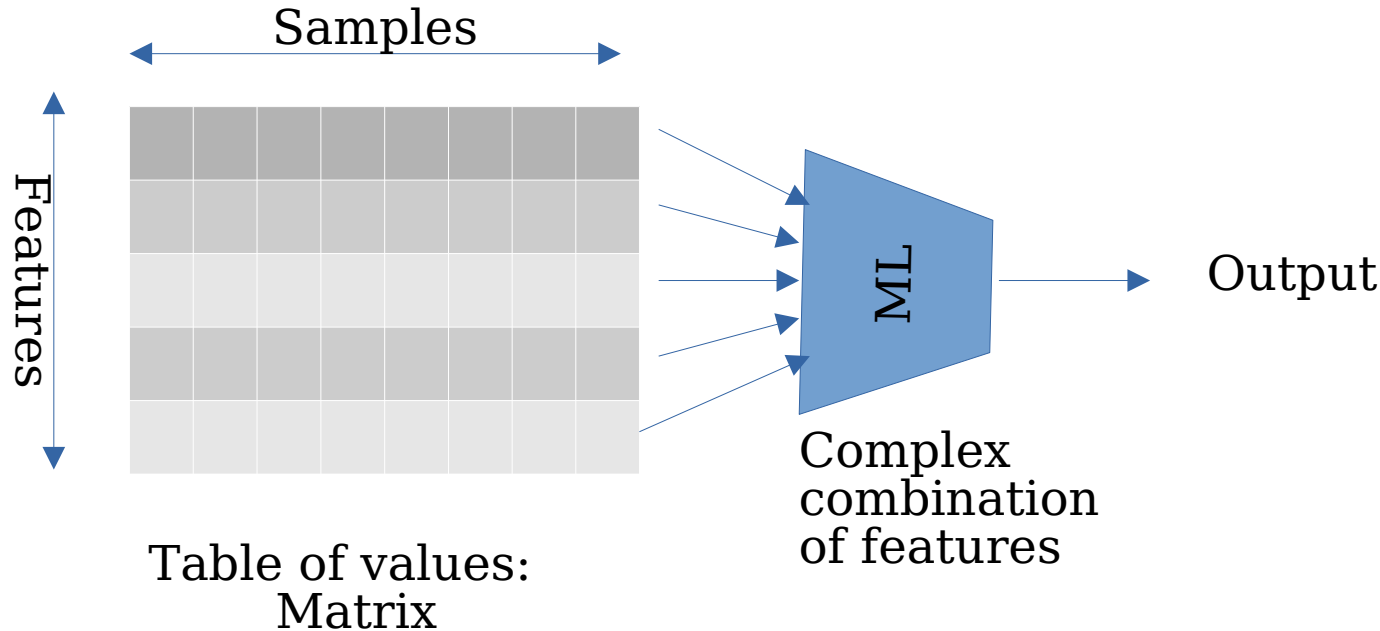 Samples
Features
ML
Output
Complex
combination
of features
Table of values:
Matrix